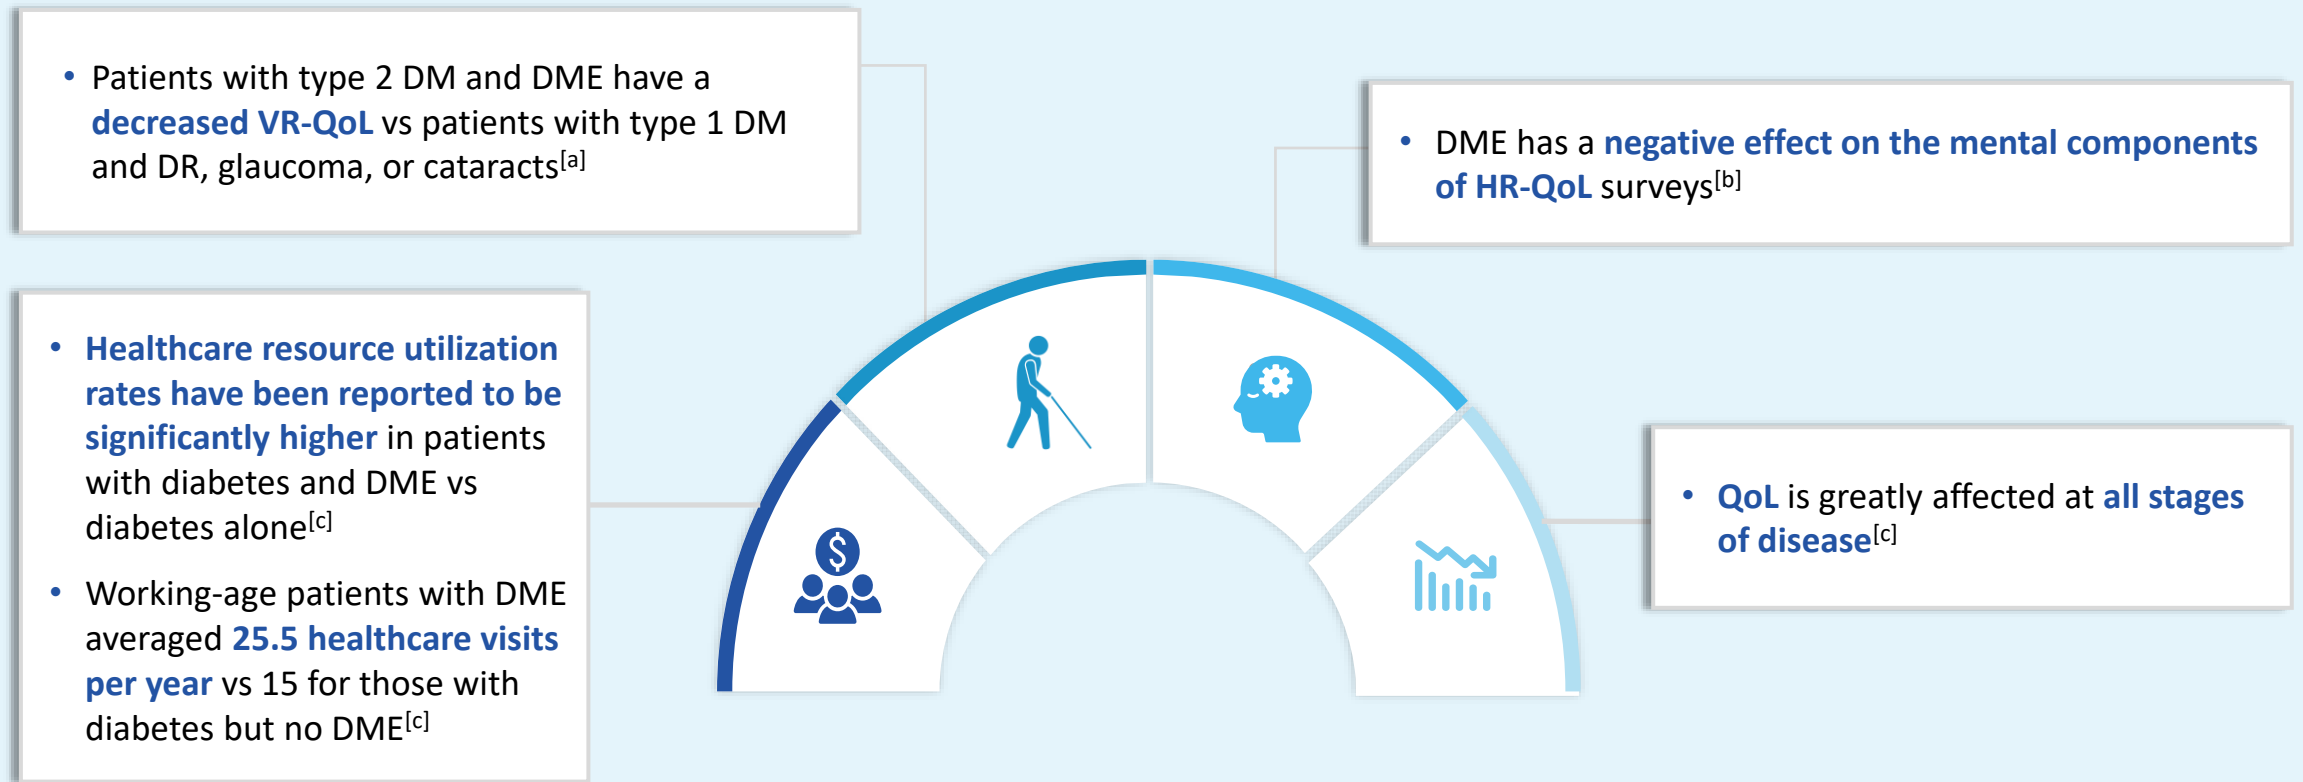 • Patients with type 2 DM and DME have a
decreased VR-QoL vs patients with type 1 DM
and DR, glaucoma, or cataracts[a]
• DME has a negative effect on the mental components
of HR-QoL surveys[b]
• Healthcare resource utilization
rates have been reported to be
significantly higher in patients
with diabetes and DME vs
diabetes alone[c]
• Working-age patients with DME
averaged 25.5 healthcare visits
per year vs 15 for those with
diabetes but no DME[c]
$
• QoL is greatly affected at all stages
of disease[c]